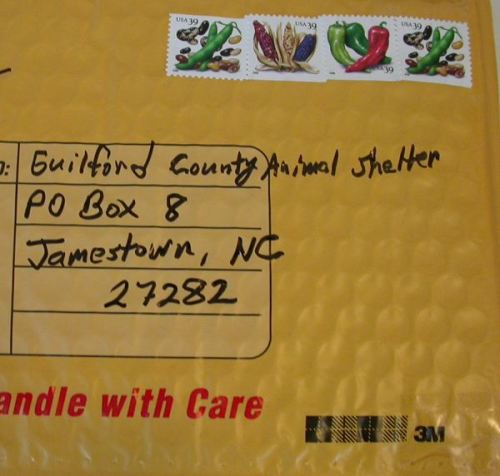 USA 39 USA 39 USA 39 USA 39
o: Guilford County Animal Shelter
PO Box 8
Jamestown, NC
27282
andle with Care
3M